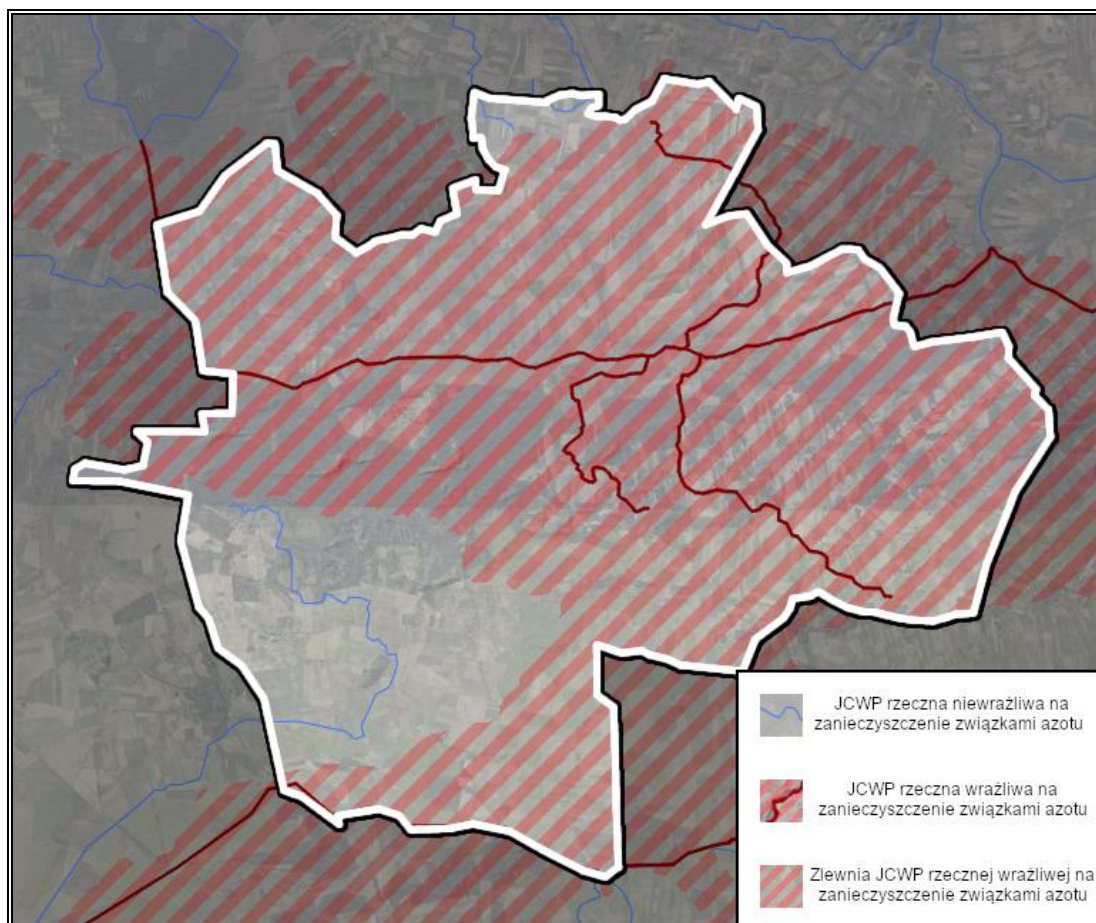 JCWP rzeczna niewrażliwa na
zanieczyszczenie związkami azotu
JCWP rzeczna wrażliwa na
zanieczyszczenie związkami azotu
Zlewnia JCWP rzecznej wrażliwej na
zanieczyszczenie związkami azotu